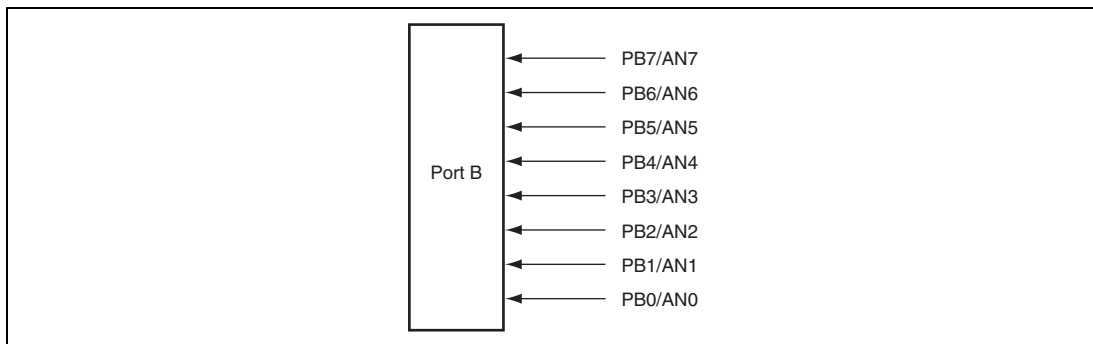 PB7/AN7
PB6/AN6
PB5/AN5
PB4/AN4
Port B
PB3/AN3
PB2/AN2
PB1/AN1
PB0/AN0